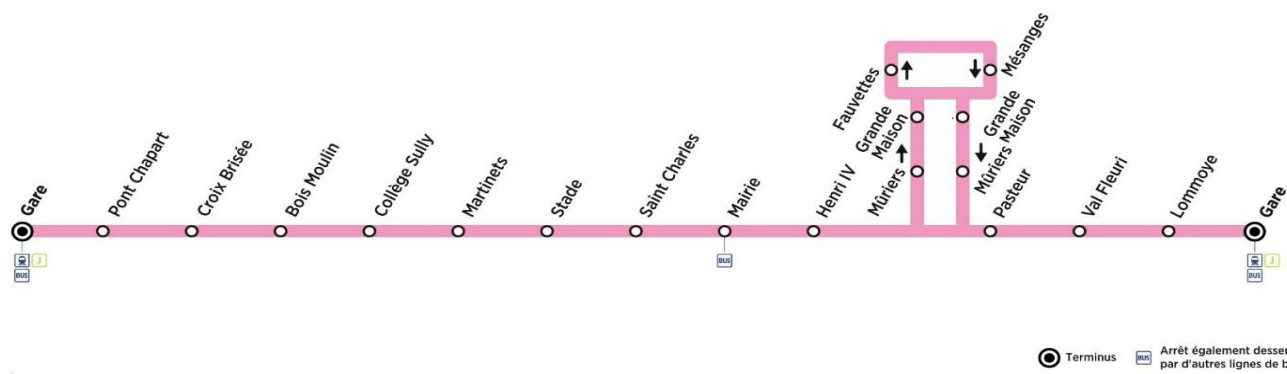 Gare
Pont Chapart
Croix Brisée
Bois Moulin
Collège Sully
Martinets
Stade
Saint Charles
Mairie
Henri IV
Mûriers
Grande
Maison
Fauvettes
Mésanges
Grande
Maison
Mûriers
Pasteur
Val Fleuri
Lommoye
Gare
J
BUS
BUS
J
BUS
Terminus
BUS
Arrêt également desser
par d'autres lignes de b